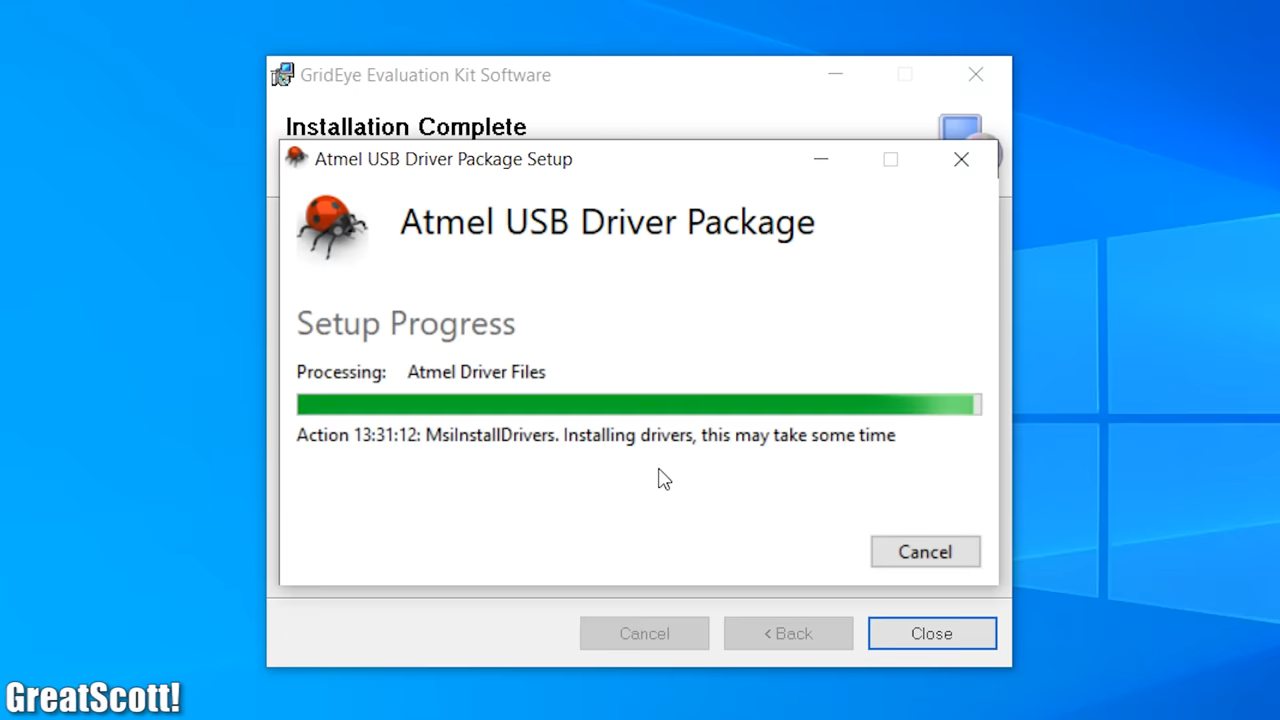 GridEye Evaluation Kit Software
Installation Complete
Atmel USB Driver Package Setup
Atmel USB Driver Package
Setup Progress
Processing: Atmel Driver Files
Action 13:31:12: MsiInstallDrivers. Installing drivers, this may take some time
Cancel
Cancel
< Back
Close
GreatScott!